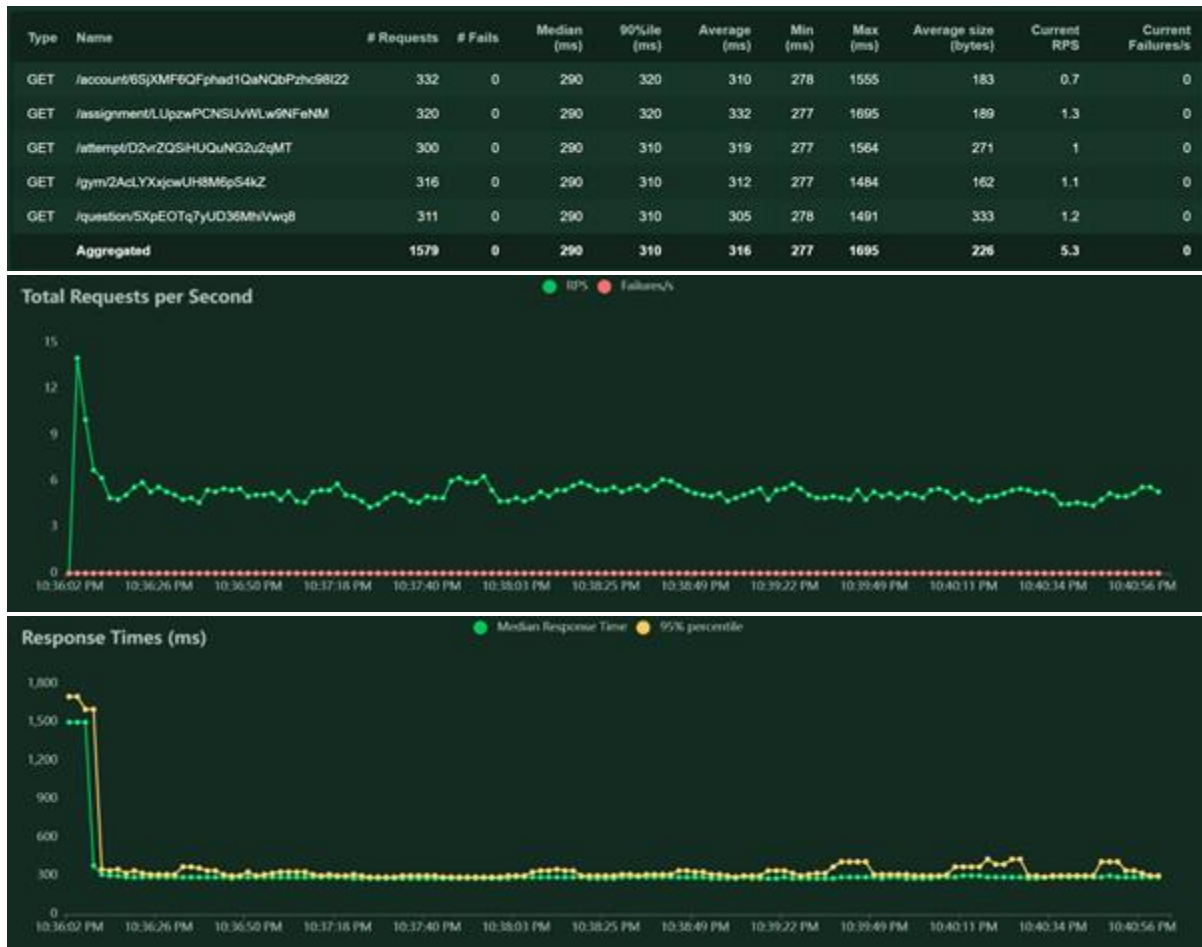 Type Name # Requests # Fails Median (ms) 90%ile (ms) Average (ms) Min (ms) Max (ms) Average size (bytes) Current RPS Current Failures/s
GET /account/6SjXMF6QFphad1QaNQbPzhc98I22 332 0 290 320 310 278 1555 183 0.7 0
GET /assignment/LUpzwPCNSUvWLw9NFeNM 320 0 290 320 332 277 1695 189 1.3 0
GET /attempt/D2vrZQSiHUQuNG2u2qMT 300 0 290 310 319 277 1564 271 1 0
GET /gym/2AcLYXxjcwUH8M6pS4kZ 316 0 290 310 312 277 1484 162 1.1 0
GET /question/5XpEOTq7yUD36MhiVwq8 311 0 290 310 305 278 1491 333 1.2 0
Aggregated 1579 0 290 310 316 277 1695 226 5.3 0
Total Requests per Second
RPS Failures/s
15
12
9
6
3
0
10:36:02 PM 10:36:26 PM 10:36:50 PM 10:37:18 PM 10:37:40 PM 10:38:03 PM 10:38:25 PM 10:38:49 PM 10:39:22 PM 10:39:49 PM 10:40:11 PM 10:40:34 PM 10:40:56 PM
Response Times (ms)
Median Response Time 95% percentile
1,800
1,500
1,200
900
600
300
0
10:36:02 PM 10:36:26 PM 10:36:50 PM 10:37:18 PM 10:37:40 PM 10:38:03 PM 10:38:25 PM 10:38:49 PM 10:39:22 PM 10:39:49 PM 10:40:11 PM 10:40:34 PM 10:40:56 PM